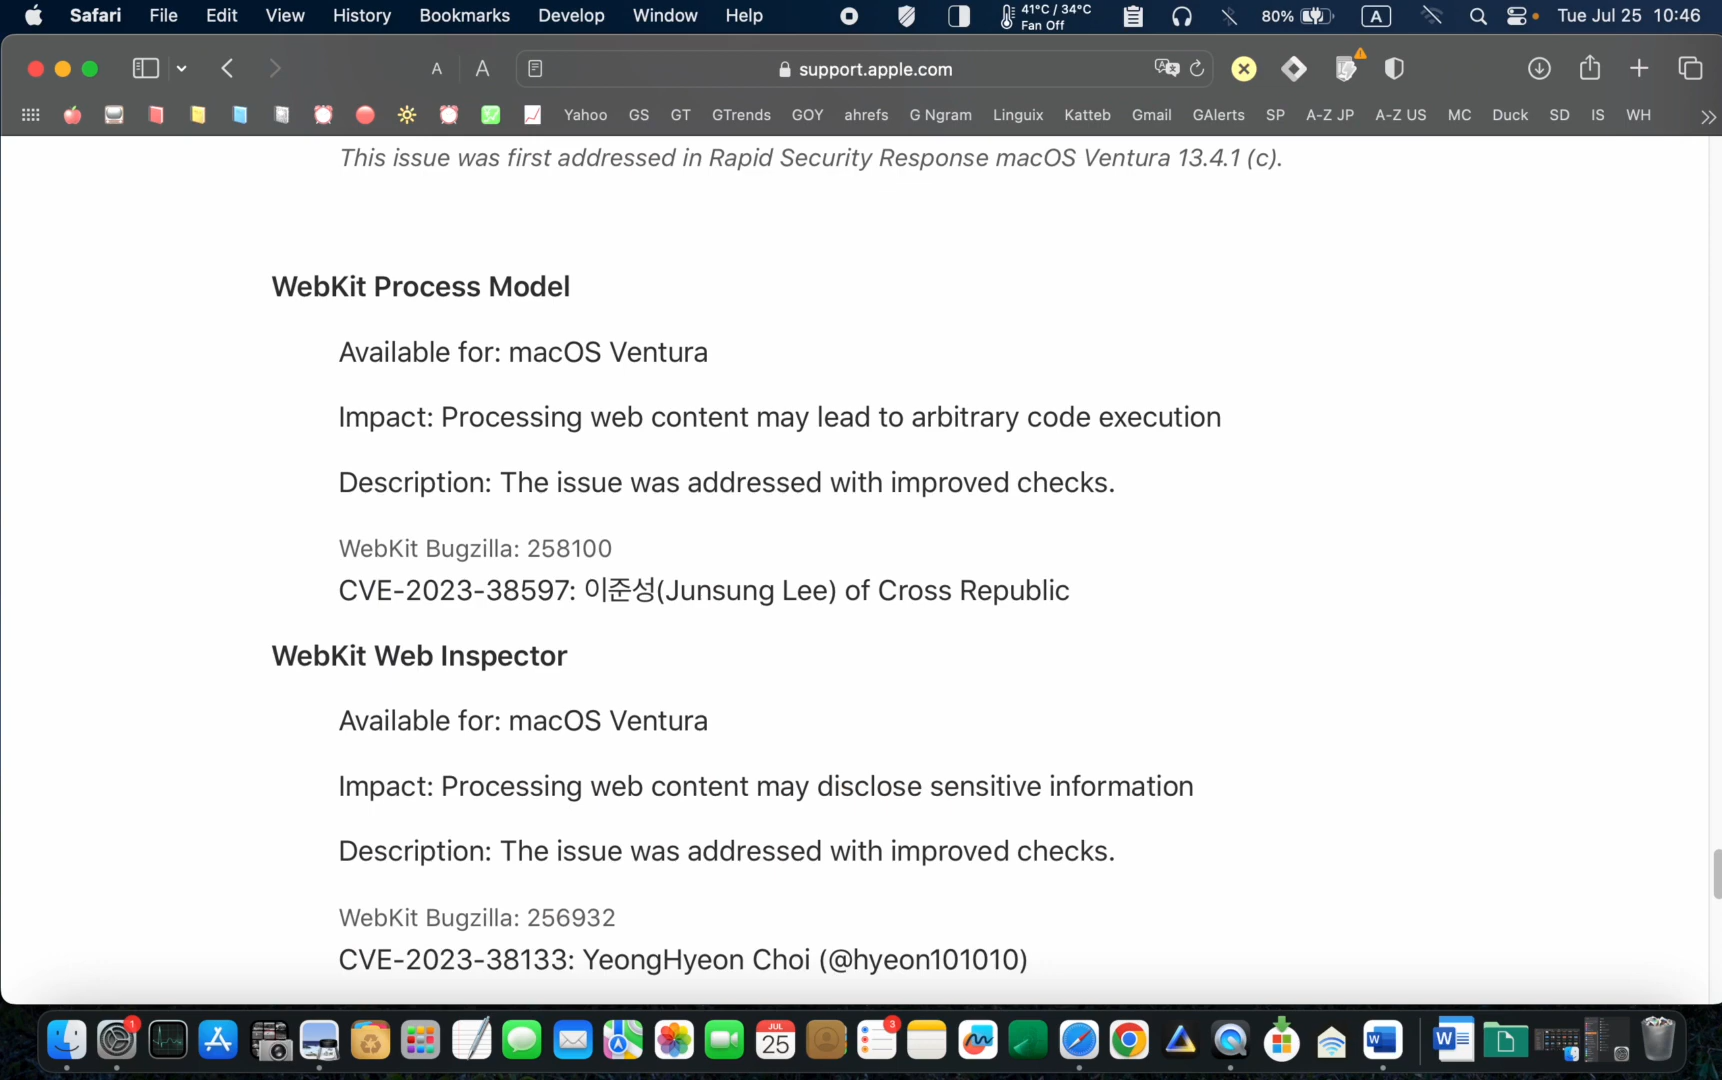 Safari File Edit View History Bookmarks Develop Window Help 41°C / 34°C Fan Off 80% A Tue Jul 25 10:46
A A support.apple.com
Yahoo GS GT GTrends GOY ahrefs G Ngram Linguix Katteb Gmail GAlerts SP A-Z JP A-Z US MC Duck SD IS WH
This issue was first addressed in Rapid Security Response macOS Ventura 13.4.1 (c).
WebKit Process Model
Available for: macOS Ventura
Impact: Processing web content may lead to arbitrary code execution
Description: The issue was addressed with improved checks.
WebKit Bugzilla: 258100
CVE-2023-38597: 이준성(Junsung Lee) of Cross Republic
WebKit Web Inspector
Available for: macOS Ventura
Impact: Processing web content may disclose sensitive information
Description: The issue was addressed with improved checks.
WebKit Bugzilla: 256932
CVE-2023-38133: YeongHyeon Choi (@hyeon101010)
1 JUL 25 3 W W